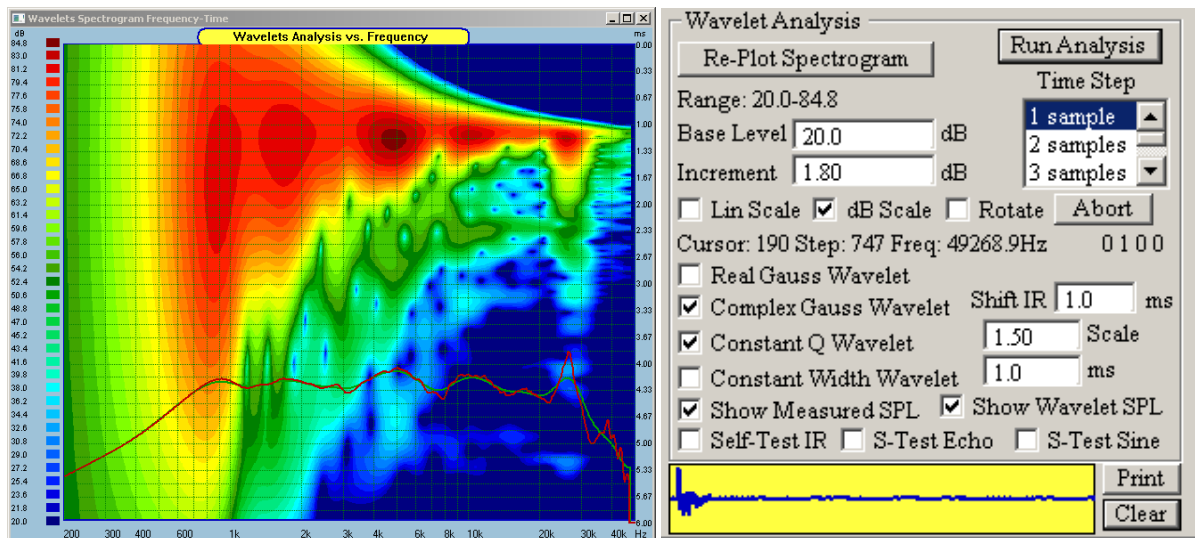 Wavelets Spectrogram Frequency-Time
Wavelets Analysis vs. Frequency
dB
84.8
83.0
81.2
79.4
77.6
75.8
74.0
72.2
70.4
68.6
66.8
65.0
63.2
61.4
59.6
57.8
56.0
54.2
52.4
50.6
48.8
47.0
45.2
43.4
41.6
39.8
38.0
36.2
34.4
32.6
30.8
29.0
27.2
25.4
23.6
21.8
20.0
ms
0.00
0.33
0.67
1.00
1.33
1.67
2.00
2.33
2.67
3.00
3.33
3.67
4.00
4.33
4.67
5.00
5.33
5.67
6.00
200 300 400 600 1k 2k 3k 4k 6k 8k 10k 20k 30k 40k Hz
Wavelet Analysis
Re-Plot Spectrogram
Run Analysis
Range: 20.0-84.8
Time Step
Base Level 20.0 dB
1 sample
Increment 1.80 dB
2 samples
3 samples
Lin Scale dB Scale Rotate Abort
Cursor: 190 Step: 747 Freq: 49268.9Hz 0 1 0 0
Real Gauss Wavelet
Complex Gauss Wavelet Shift IR 1.0 ms
Constant Q Wavelet 1.50 Scale
Constant Width Wavelet 1.0 ms
Show Measured SPL Show Wavelet SPL
Self-Test IR S-Test Echo S-Test Sine
Print
Clear